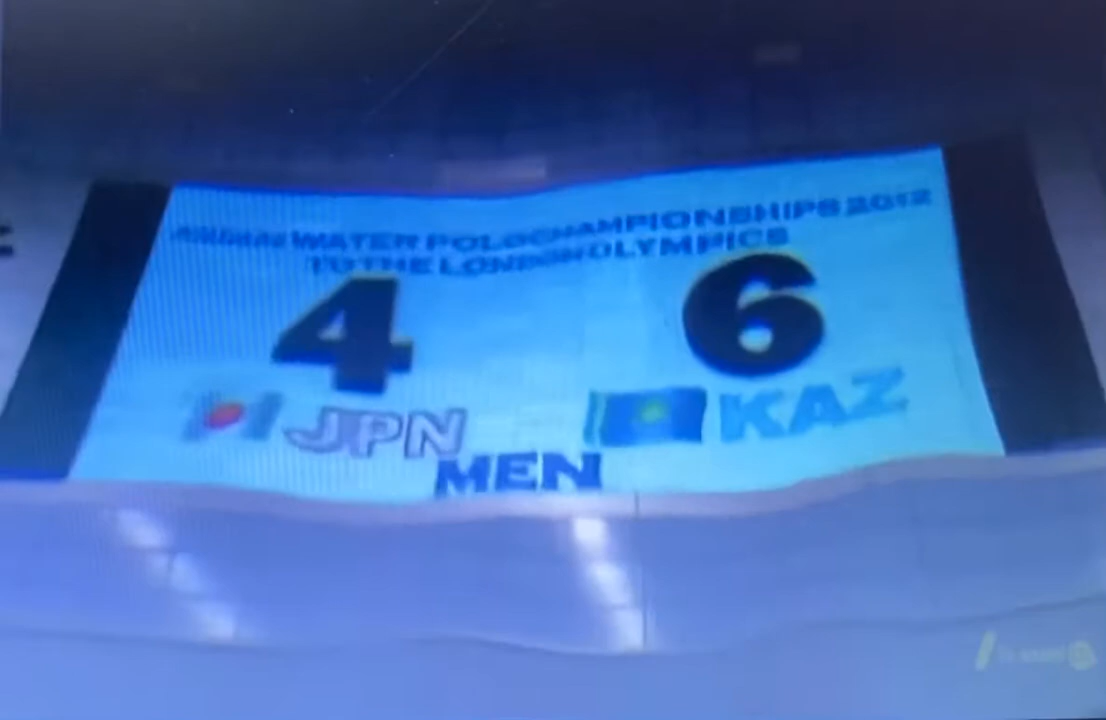 WATER POLO CHAMPIONSHIPS 2012
TO THE LONDON OLYMPICS
4 6
JPN KAZ
MEN